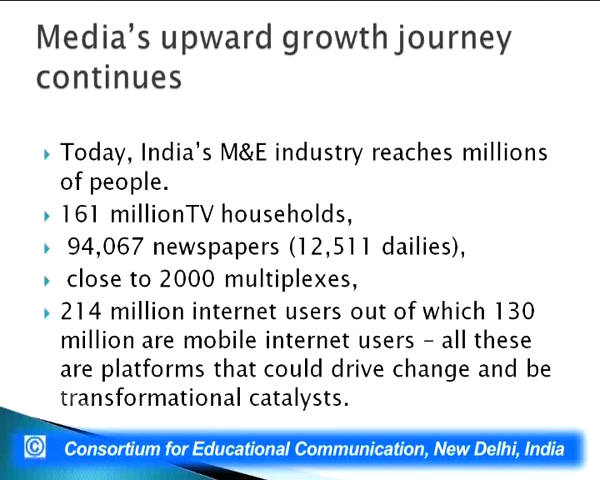 Media’s upward growth journey
continues
Today, India’s M&E industry reaches millions
of people.
161 millionTV households,
94,067 newspapers (12,511 dailies),
close to 2000 multiplexes,
214 million internet users out of which 130
million are mobile internet users – all these
are platforms that could drive change and be
transformational catalysts.
© Consortium for Educational Communication, New Delhi, India